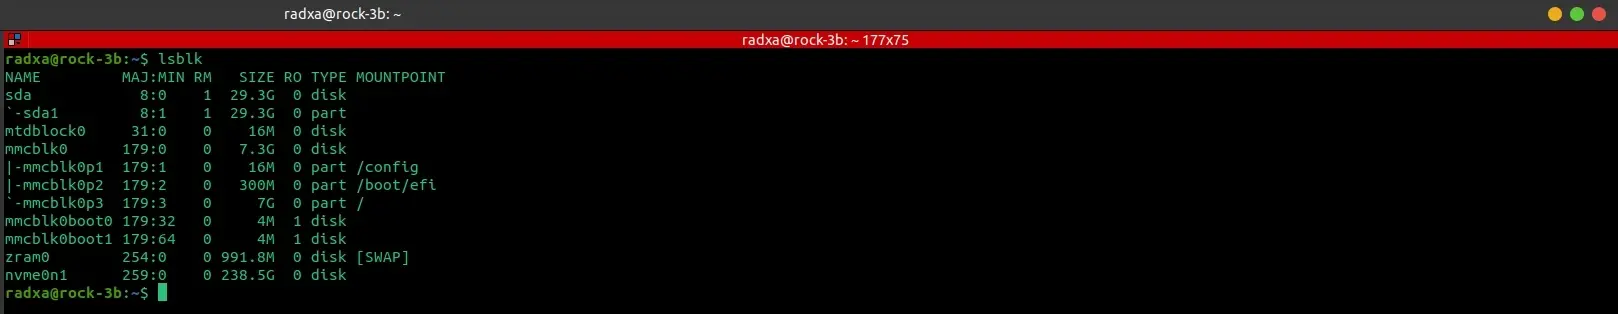 radxa@rock-3b: ~
radxa@rock-3b: ~ 177x75
radxa@rock-3b:~$ lsblk
NAME         MAJ:MIN RM   SIZE RO TYPE MOUNTPOINT
sda            8:0    1  29.3G  0 disk
`-sda1         8:1    1  29.3G  0 part
mtdblock0     31:0    0    16M  0 disk
mmcblk0      179:0    0   7.3G  0 disk
|-mmcblk0p1  179:1    0    16M  0 part /config
|-mmcblk0p2  179:2    0   300M  0 part /boot/efi
`-mmcblk0p3  179:3    0     7G  0 part /
mmcblk0boot0 179:32   0     4M  1 disk
mmcblk0boot1 179:64   0     4M  1 disk
zram0        254:0    0 991.8M  0 disk [SWAP]
nvme0n1      259:0    0 238.5G  0 disk
radxa@rock-3b:~$